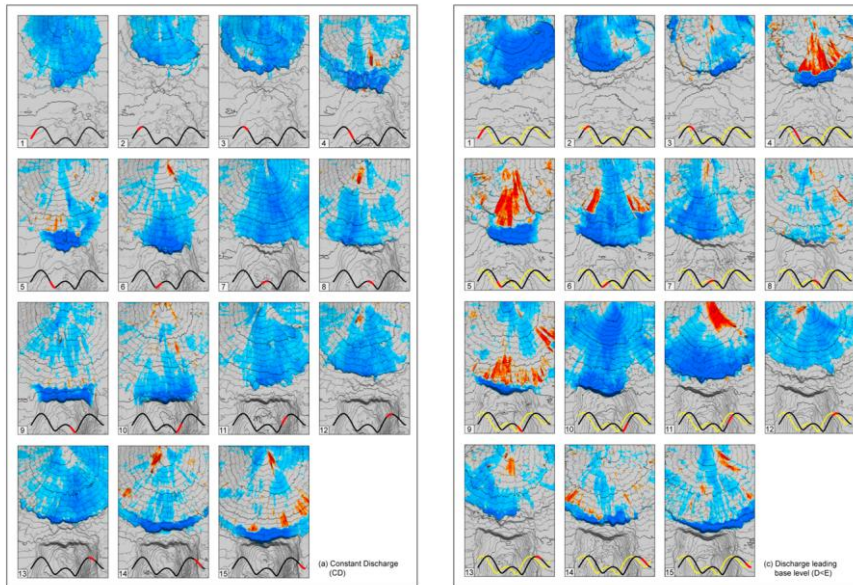 1 2 3 4
5 6 7 8
9 10 11 12
13 14 15
(a) Constant Discharge
(CD)
1 2 3 4
5 6 7 8
9 10 11 12
13 14 15
(c) Discharge leading
base level (D<E)